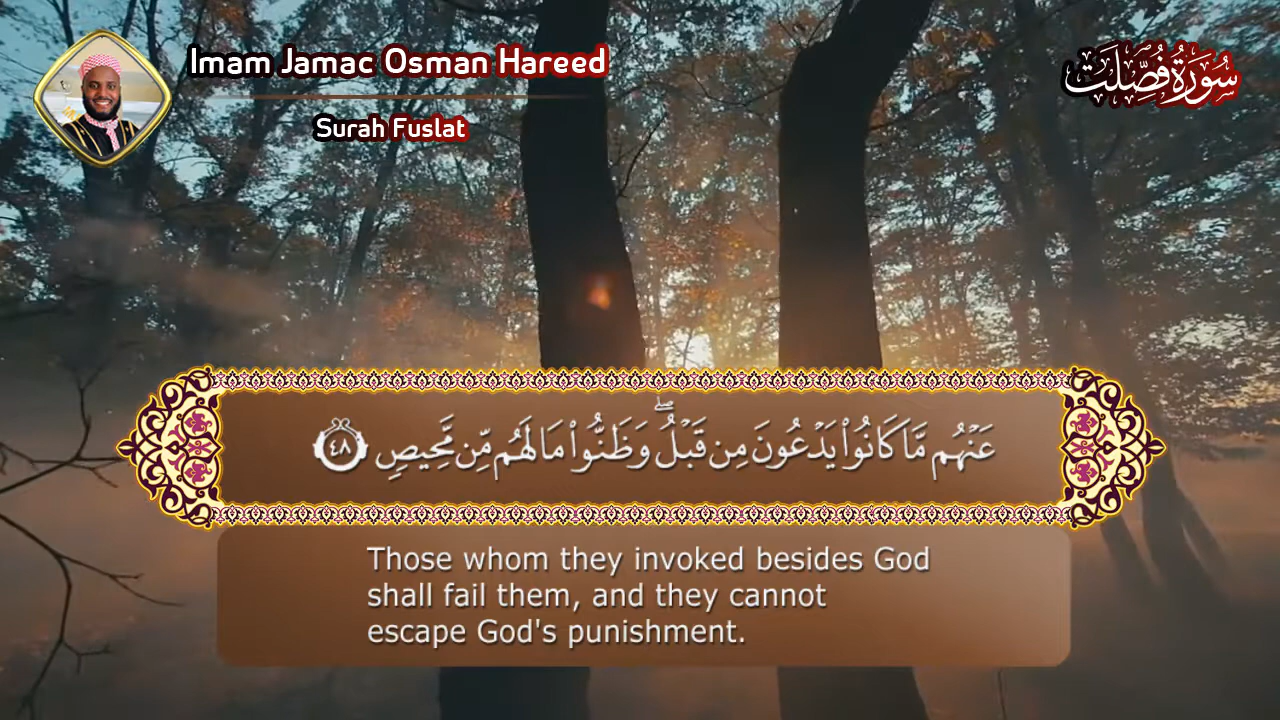 Imam Jamac Osman Hareed
Surah Fuslat
سُورَةُ فُصِّلَت
عَنْهُم مَّا كَانُوا۟ يَدْعُونَ مِن قَبْلُ ۖ وَظَنُّوا۟ مَا لَهُم مِّن مَّحِيصٍ ٤٨
Those whom they invoked besides God
shall fail them, and they cannot
escape God's punishment.